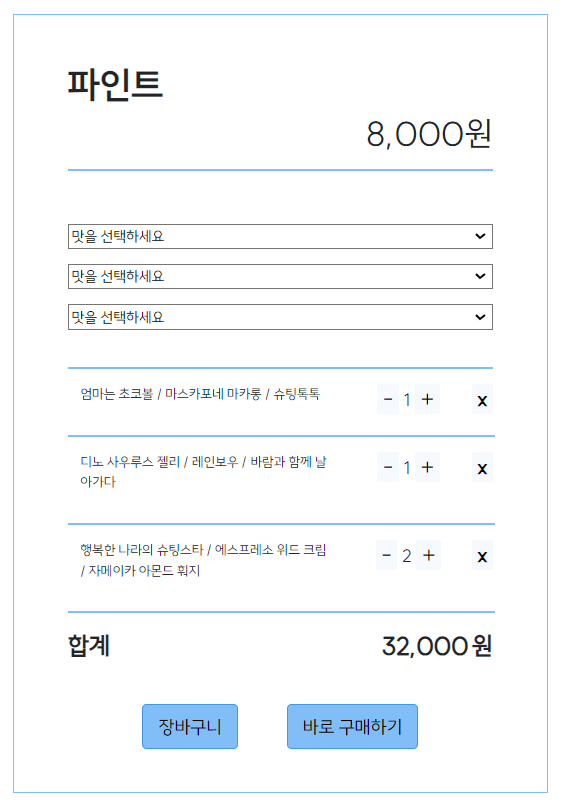 파인트
8,000원
맛을 선택하세요
맛을 선택하세요
맛을 선택하세요
엄마는 초코볼 / 마스카포네 마카롱 / 슈팅톡톡 - 1 + x
디노 사우루스 젤리 / 레인보우 / 바람과 함께 날 - 1 + x
아가다
행복한 나라의 슈팅스타 / 에스프레소 위드 크림 - 2 + x
/ 자메이카 아몬드 훠지
합계 32,000원
장바구니 바로 구매하기